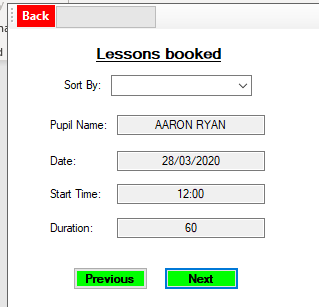 Back
Lessons booked
Sort By:
Pupil Name: AARON RYAN
Date: 28/03/2020
Start Time: 12:00
Duration: 60
Previous Next